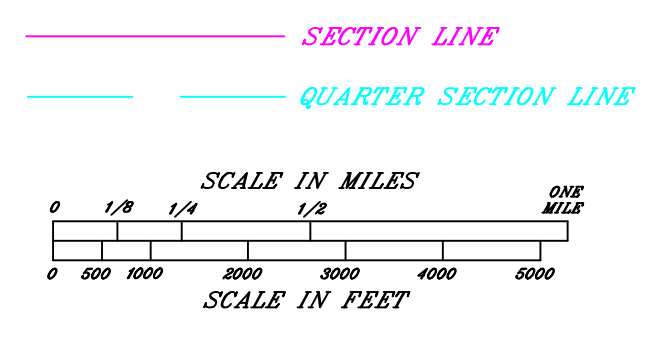 SECTION LINE
QUARTER SECTION LINE
SCALE IN MILES
0 1/8 1/4 1/2 ONE MILE
0 500 1000 2000 3000 4000 5000
SCALE IN FEET